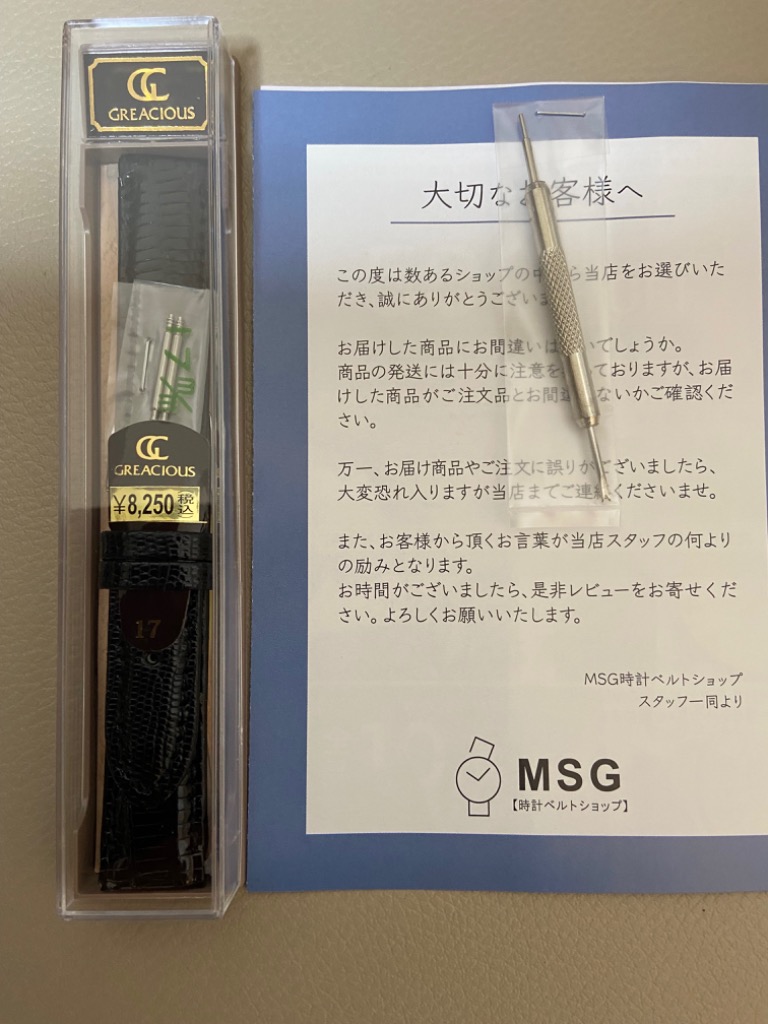 GL
GREACIOUS
17㎜
GL
GREACIOUS
¥8,250 税込
17
大切なお客様へ
この度は数あるショップの中から当店をお選びいた
だき、誠にありがとうございま
お届けした商品にお間違いはないでしょうか。
商品の発送には十分に注意を ておりますが、お届
けした商品がご注文品とお間違 ないかご確認くだ
さい。
万一、お届け商品やご注文に誤りがございましたら、
大変恐れ入りますが当店までご連絡くださいませ。
また、お客様から頂くお言葉が当店スタッフの何より
の励みとなります。
お時間がございましたら、是非レビューをお寄せくだ
さい。よろしくお願いいたします。
MSG時計ベルトショップ
スタッフ一同より
MSG
【時計ベルトショップ】